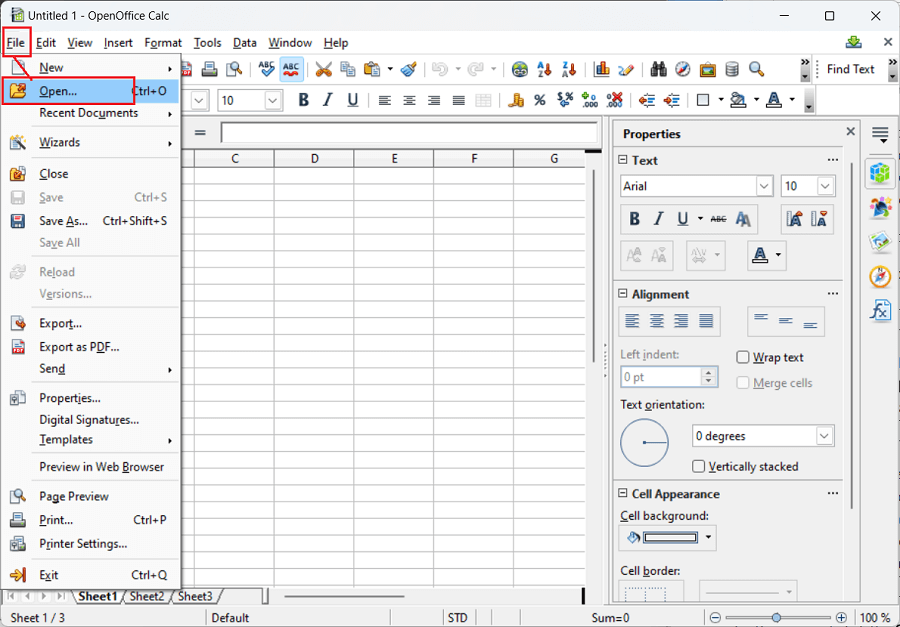 Untitled 1 - OpenOffice Calc
File Edit View Insert Format Tools Data Window Help
New
Open... Ctrl+O
Recent Documents
Wizards
Close
Save Ctrl+S
Save As... Ctrl+Shift+S
Save All
Reload
Versions...
Export...
Export as PDF...
Send
Properties...
Digital Signatures...
Templates
Preview in Web Browser
Page Preview
Print... Ctrl+P
Printer Settings...
Exit Ctrl+Q
ABC ABC Find Text
10 B I U % $% .000 .000 A
=
C D E F G
Properties
Text
Arial 10
B I U ABC A
A
Alignment
Left indent:
0 pt
Wrap text
Merge cells
Text orientation:
0 degrees
Vertically stacked
Cell Appearance
Cell background:
Cell border:
Sheet1 Sheet2 Sheet3
Sheet 1 / 3 Default STD Sum=0 100 %